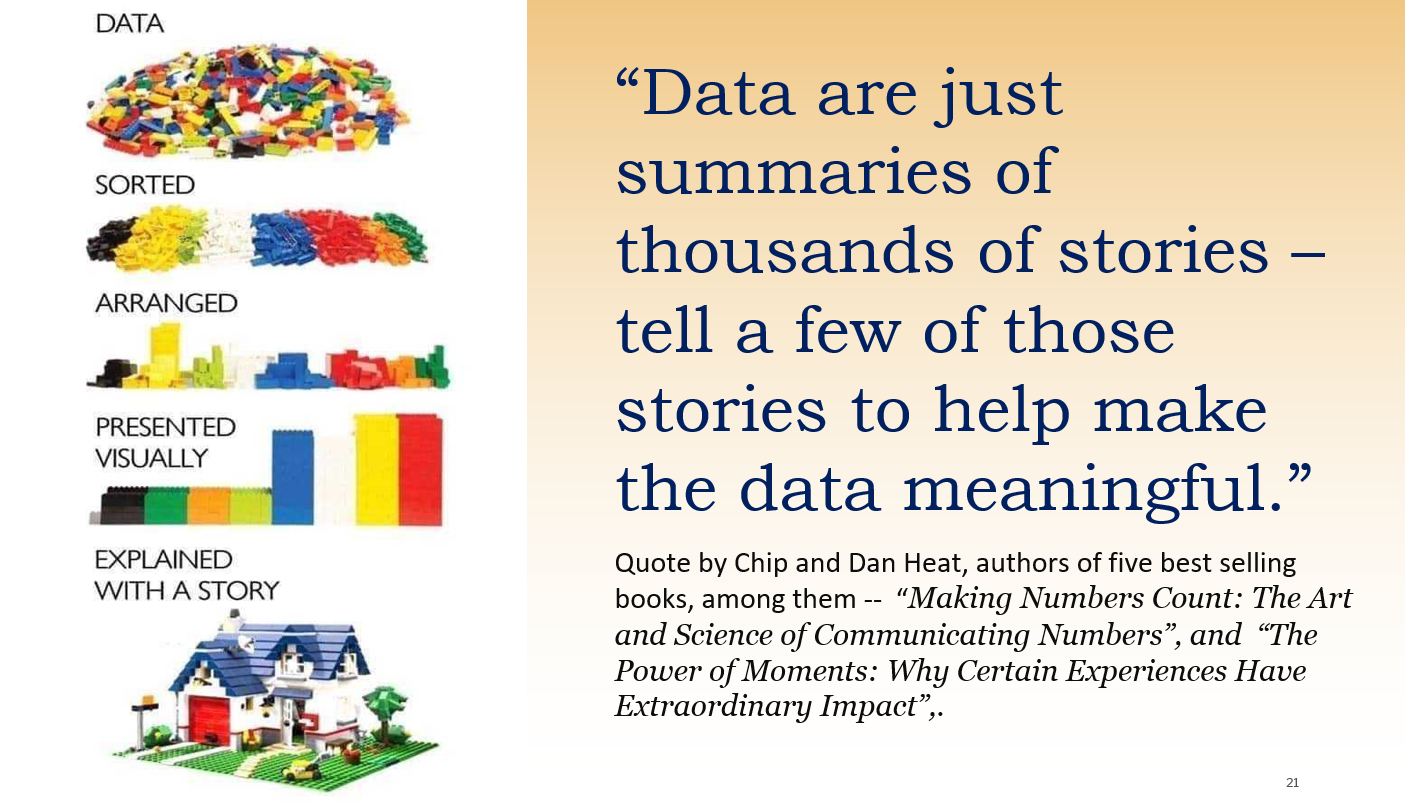 DATA
SORTED
ARRANGED
PRESENTED
VISUALLY
EXPLAINED
WITH A STORY
“Data are just
summaries of
thousands of stories –
tell a few of those
stories to help make
the data meaningful.”
Quote by Chip and Dan Heat, authors of five best selling
books, among them -- “Making Numbers Count: The Art
and Science of Communicating Numbers”, and “The
Power of Moments: Why Certain Experiences Have
Extraordinary Impact”,.
21